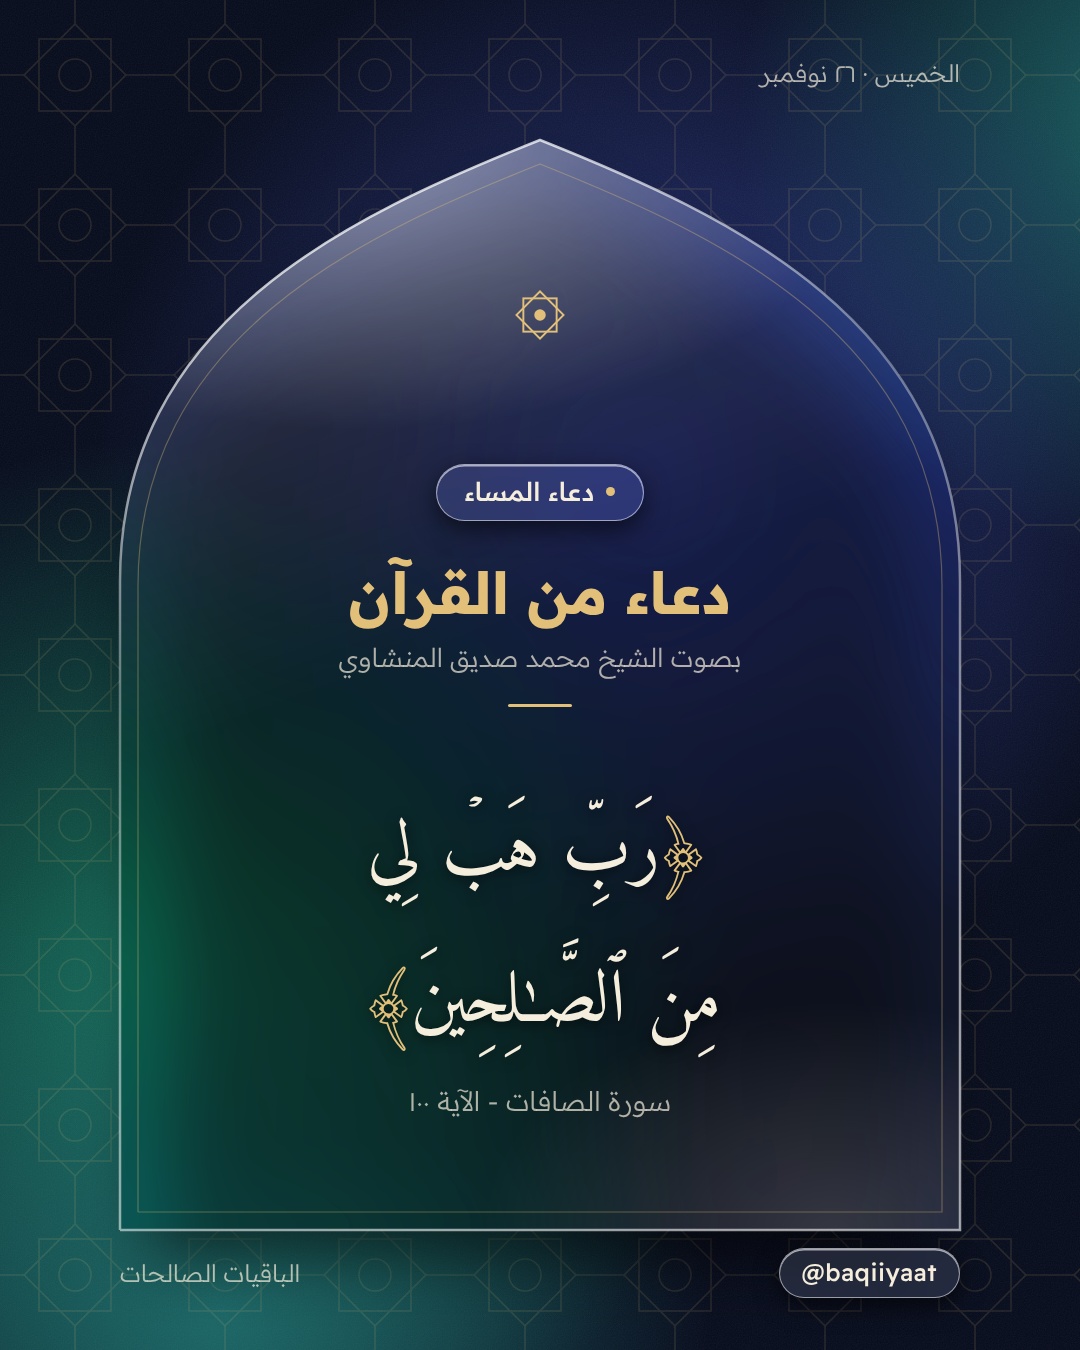 الخميس · ٢٦ نوفمبر
دعاء المساء
دعاء من القرآن
بصوت الشيخ محمد صديق المنشاوي
﴿رَبِّ هَبۡ لِي
مِنَ ٱلصَّـٰلِحِينَ﴾
سورة الصافات - الآية ١٠٠
@baqiiyaat
الباقيات الصالحات